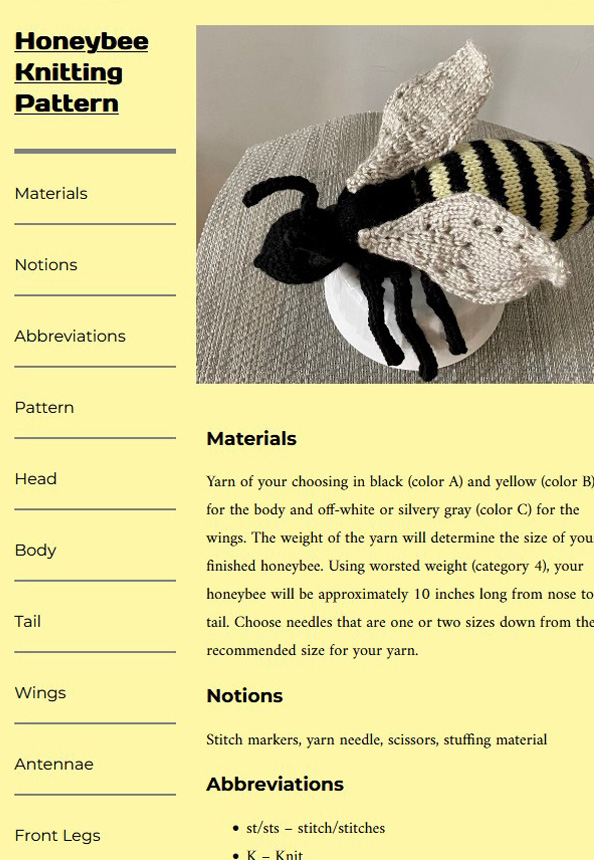 Honeybee
Knitting
Pattern
Materials
Notions
Abbreviations
Pattern
Head
Body
Tail
Wings
Antennae
Front Legs
Materials
Yarn of your choosing in black (color A) and yellow (color B)
for the body and off-white or silvery gray (color C) for the
wings. The weight of the yarn will determine the size of
finished honeybee. Using worsted weight (category 4), your
honeybee will be approximately 10 inches long from nose to
tail. Choose needles that are one or two sizes down from the
recommended size for your yarn.
Notions
Stitch markers, yarn needle, scissors, stuffing material
Abbreviations
• st/sts – stitch/stitches
• K – Knit